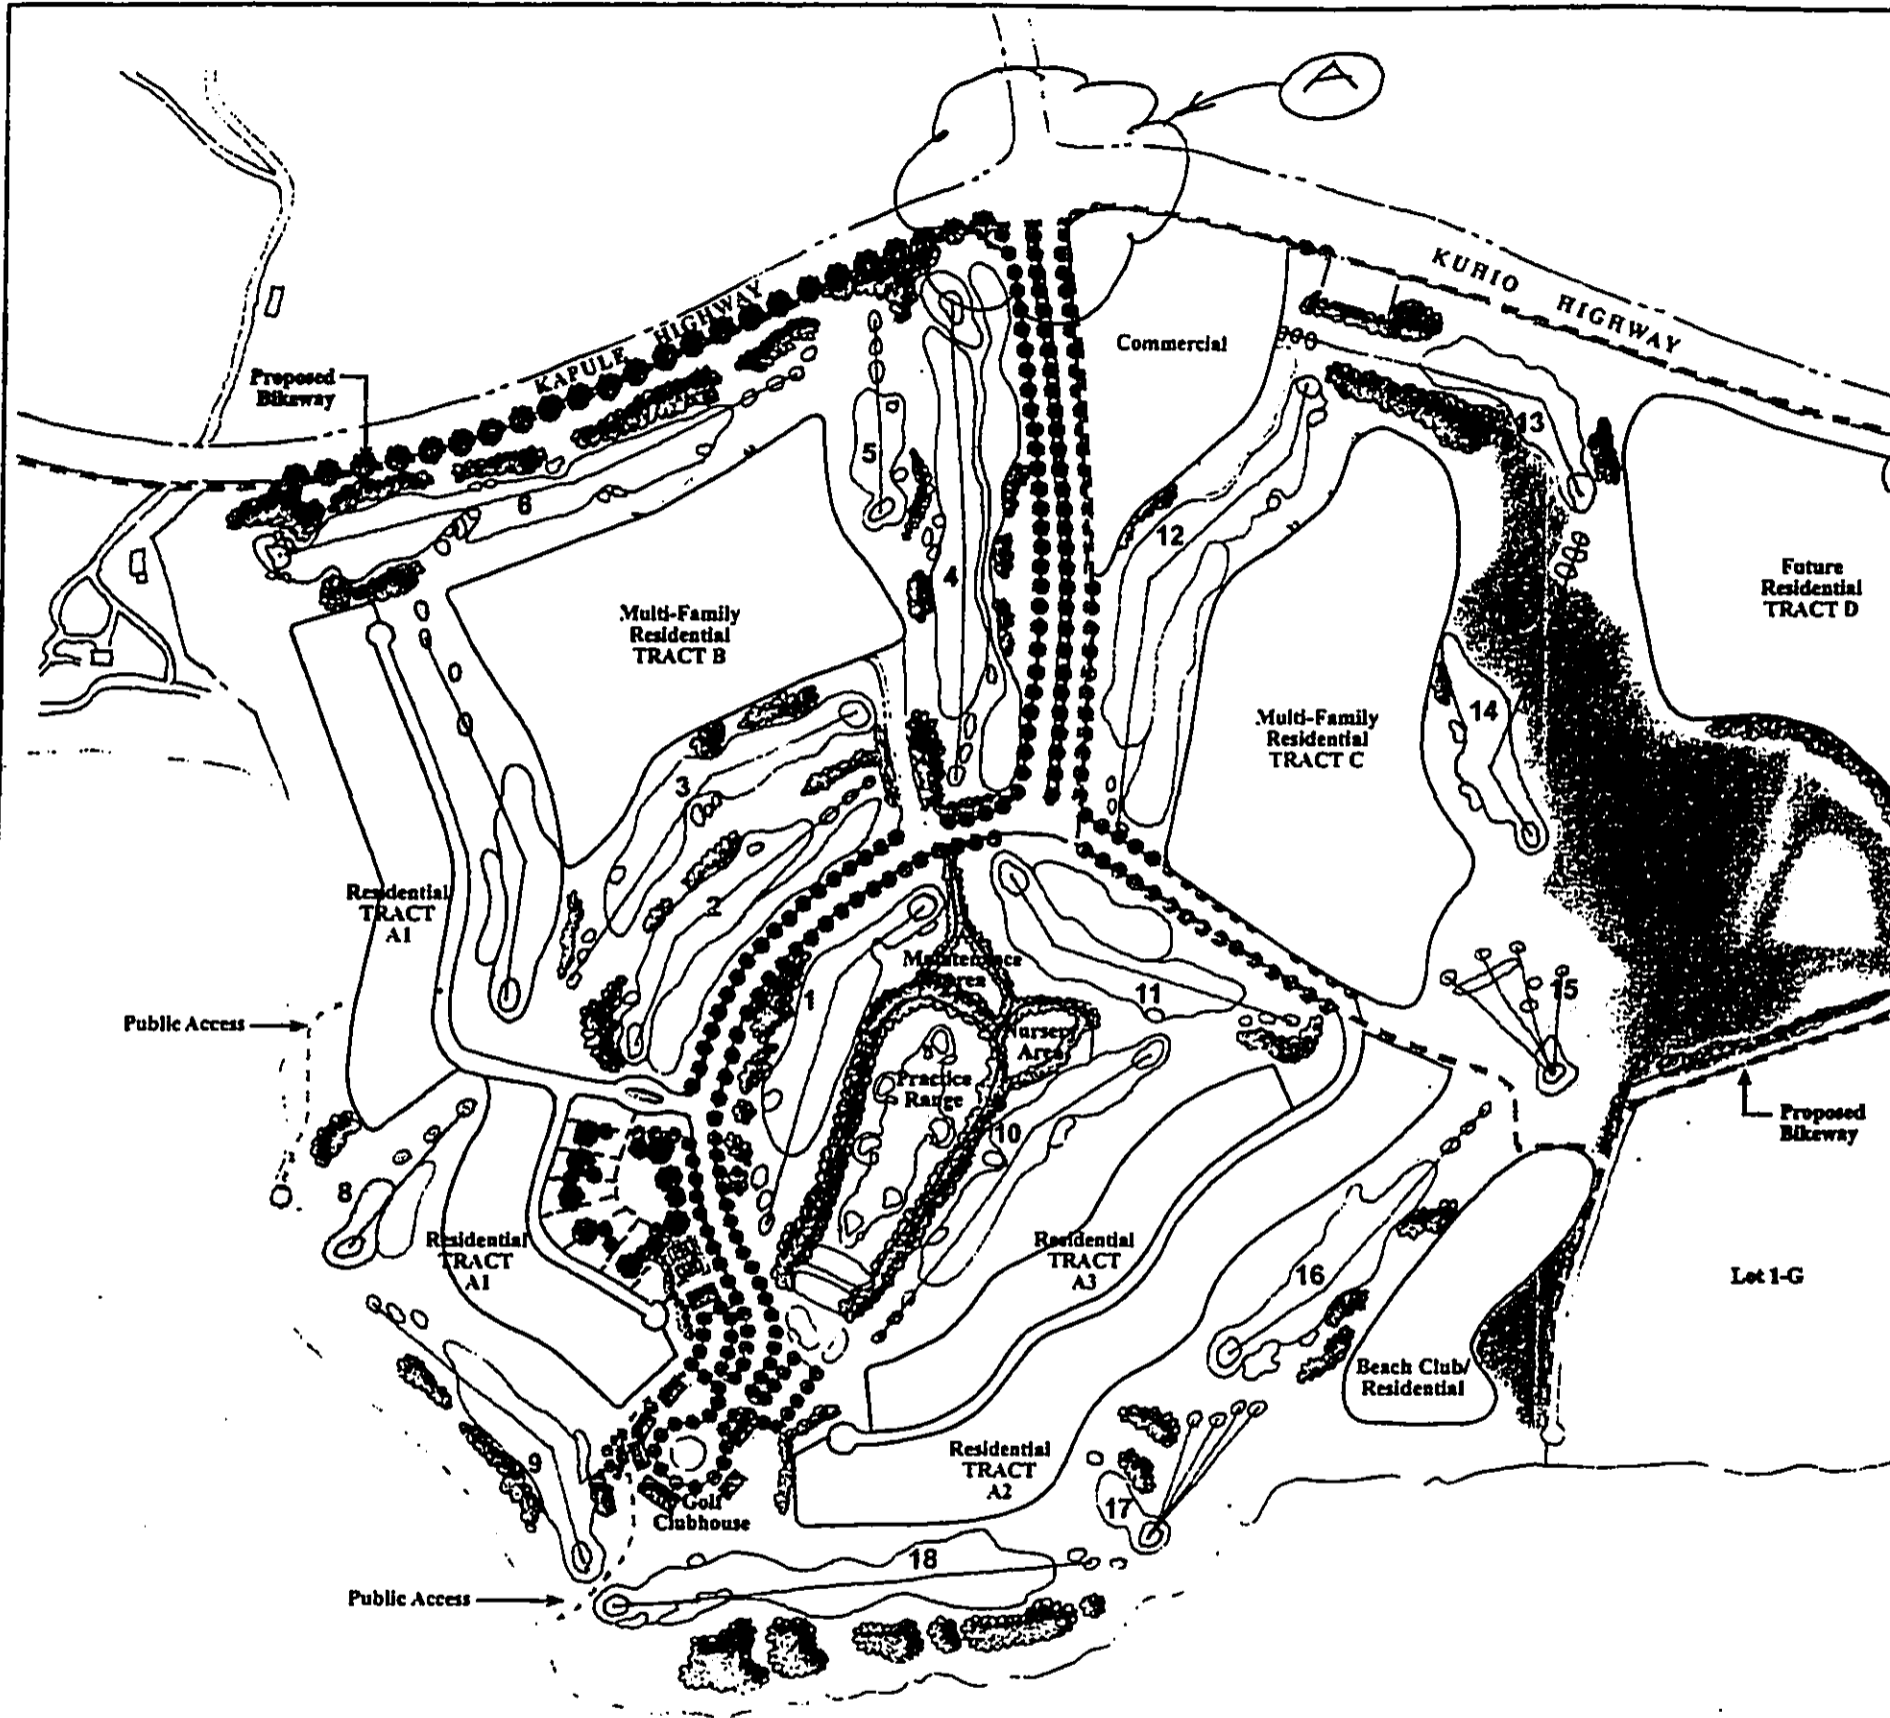 A
KUHIO HIGHWAY
KAPULE HIGHWAY
Commercial
Proposed
Bikeway
13
5
6
12
4
Future
Residential
TRACT D
Multi-Family
Residential
TRACT B
Multi-Family
Residential
TRACT C
14
3
2
Residential
TRACT
A1
Maintenance
Area
1
11
15
Public Access
Nursery
Area
Practice
Range
10
Proposed
Bikeway
8
Residential
TRACT
A1
Residential
TRACT
A3
16
Lot 1-G
Beach Club/
Residential
9
Residential
TRACT
A2
17
Golf
Clubhouse
18
Public Access